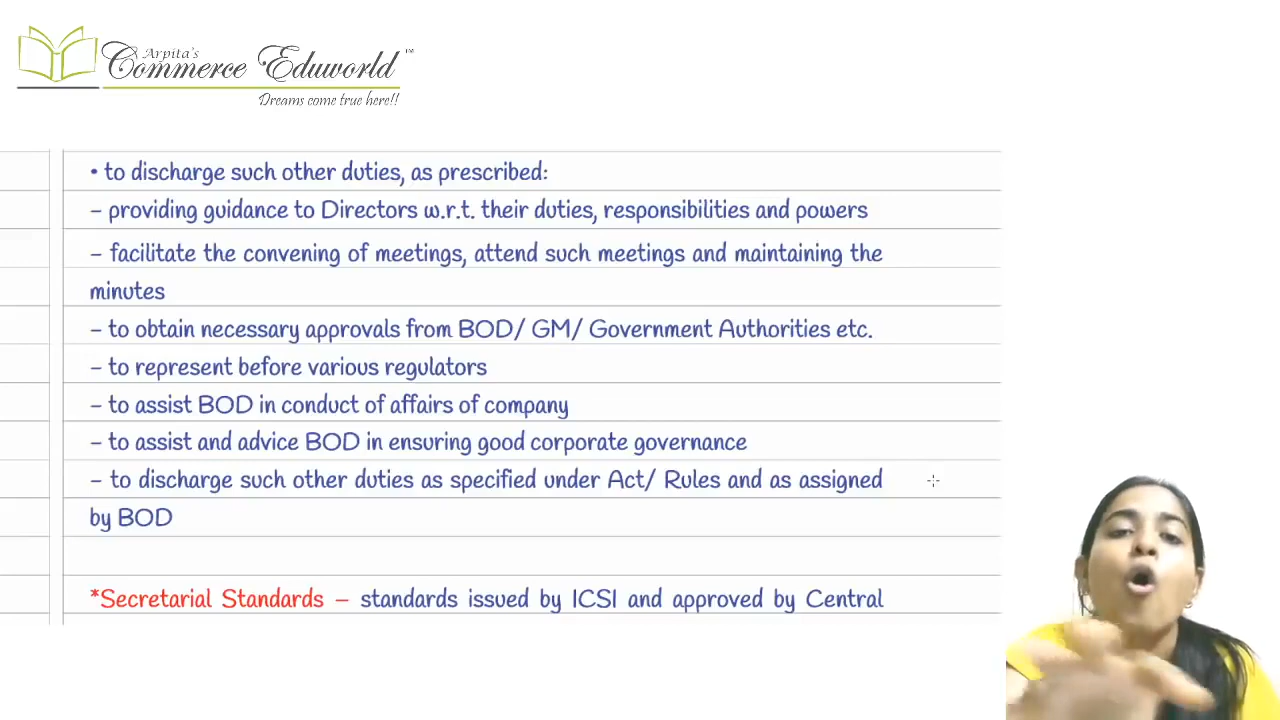 Arpita's
Commerce Eduworld™
Dreams come true here!!
• to discharge such other duties, as prescribed:
– providing guidance to Directors w.r.t. their duties, responsibilities and powers
– facilitate the convening of meetings, attend such meetings and maintaining the
minutes
– to obtain necessary approvals from BOD/ GM/ Government Authorities etc.
– to represent before various regulators
– to assist BOD in conduct of affairs of company
– to assist and advice BOD in ensuring good corporate governance
– to discharge such other duties as specified under Act/ Rules and as assigned
by BOD
*Secretarial Standards – standards issued by ICSI and approved by Central